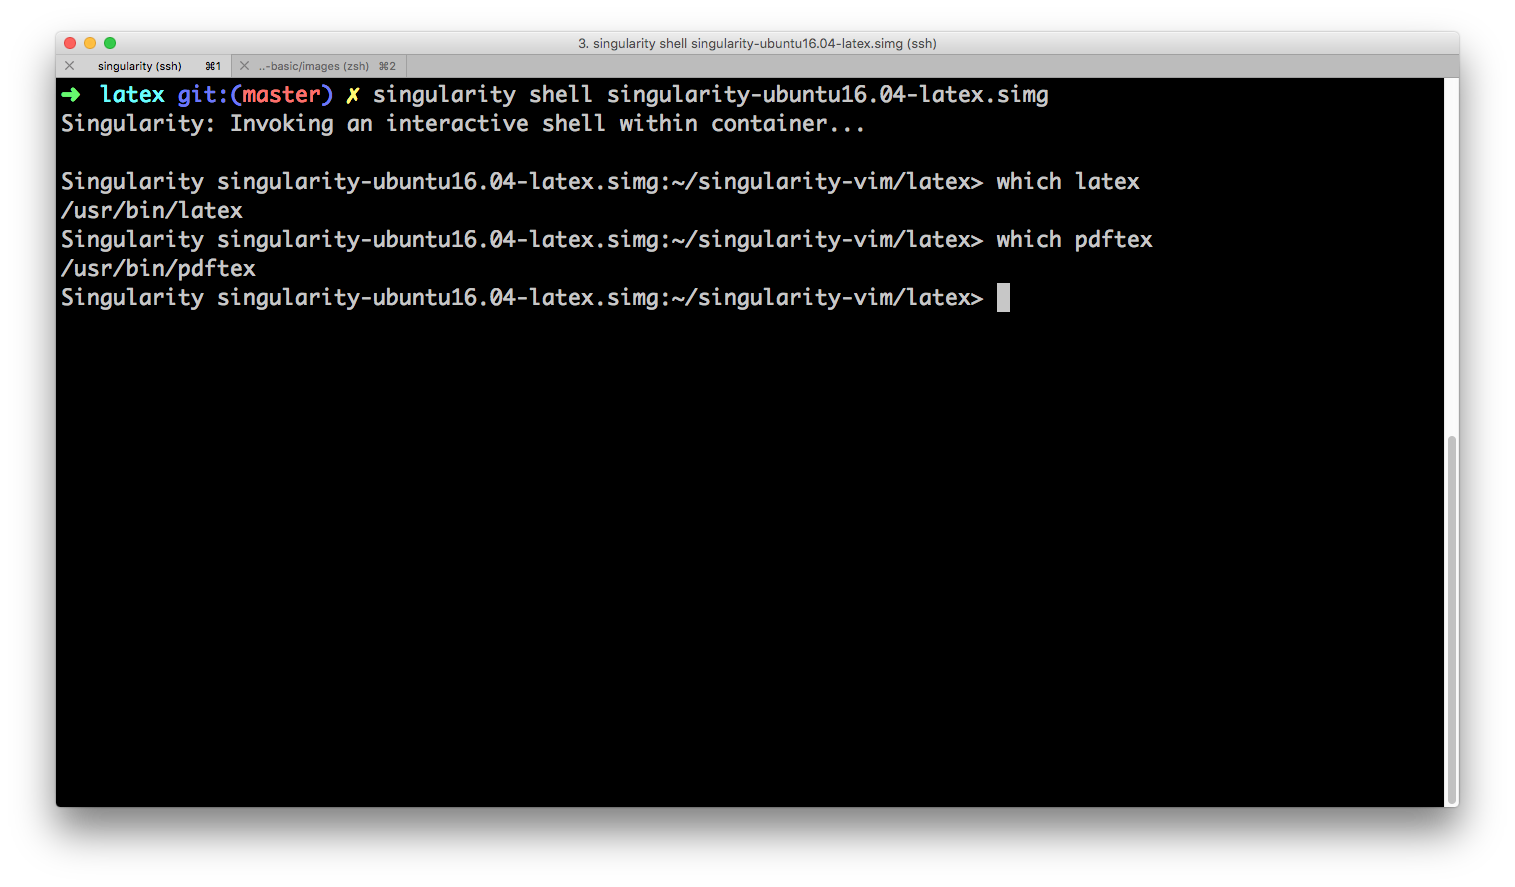 3. singularity shell singularity-ubuntu16.04-latex.simg (ssh)
singularity (ssh) ⌘1 ..-basic/images (zsh) ⌘2
➜ latex git:(master) ✗ singularity shell singularity-ubuntu16.04-latex.simg
Singularity: Invoking an interactive shell within container...
Singularity singularity-ubuntu16.04-latex.simg:~/singularity-vim/latex> which latex
/usr/bin/latex
Singularity singularity-ubuntu16.04-latex.simg:~/singularity-vim/latex> which pdftex
/usr/bin/pdftex
Singularity singularity-ubuntu16.04-latex.simg:~/singularity-vim/latex>